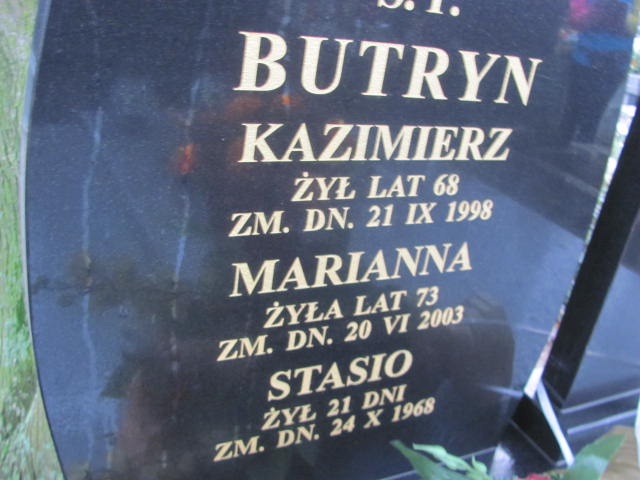 Ś.P.
BUTRYN
KAZIMIERZ
ŻYŁ LAT 68
ZM. DN. 21 IX 1998
MARIANNA
ŻYŁA LAT 73
ZM. DN. 20 VI 2003
STASIO
ŻYŁ 21 DNI
ZM. DN. 24 X 1968